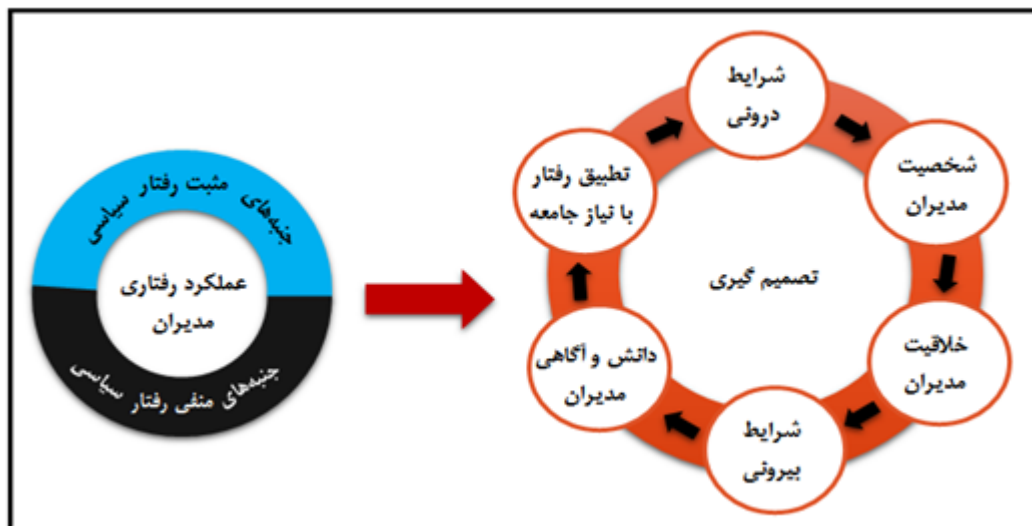 جنبه‌های مثبت رفتار سیاسی
عملکرد رفتاری
مدیران
جنبه‌های منفی رفتار سیاسی
شرایط
درونی
شخصیت
مدیران
خلاقیت
مدیران
شرایط
بیرونی
دانش و آگاهی
مدیران
تطبیق رفتار
با نیاز جامعه
تصمیم گیری